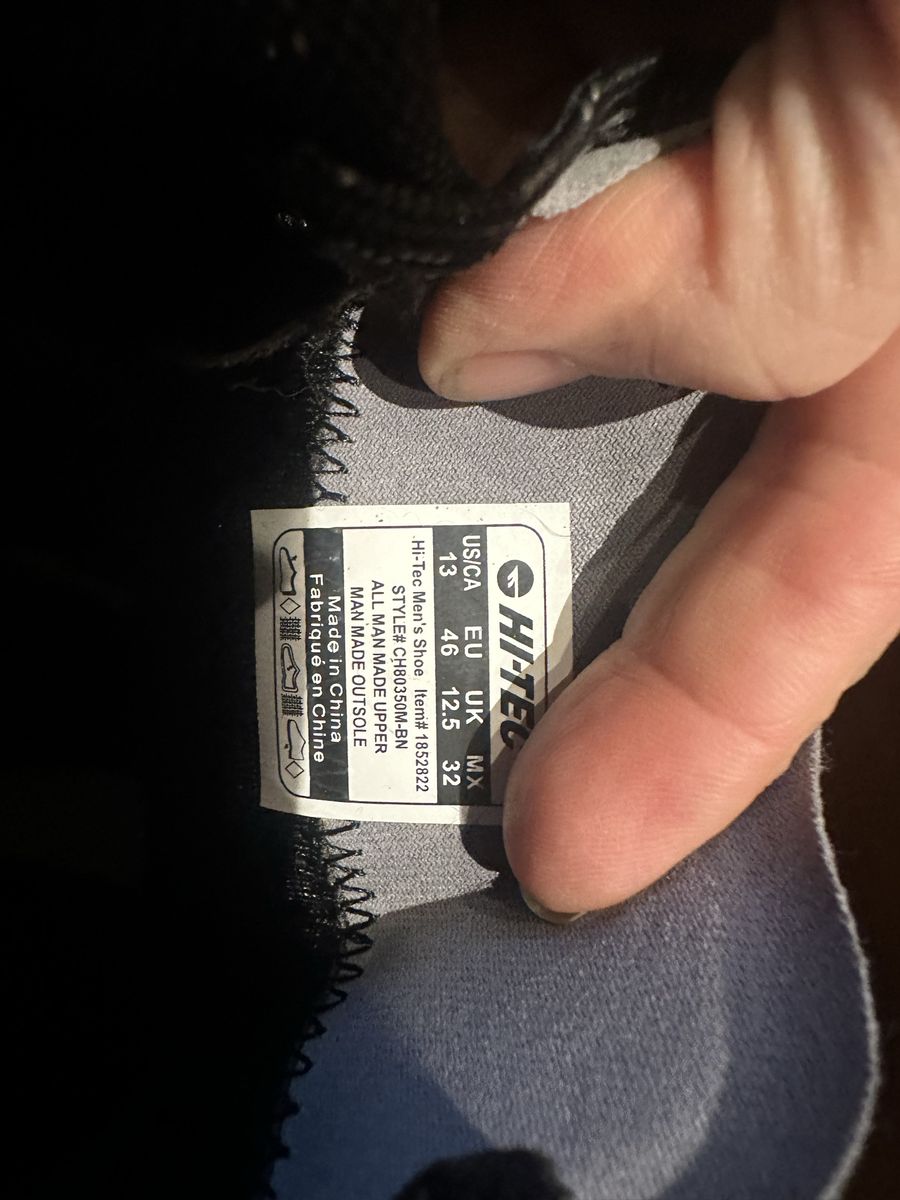 HI-TEC
US/CA EU UK MX
13 46 12.5 32
Hi-Tec Men's Shoe Item# 1852822
STYLE# CH80350M-BN
ALL MAN MADE UPPER
MAN MADE OUTSOLE
Made in China
Fabriqué en Chine